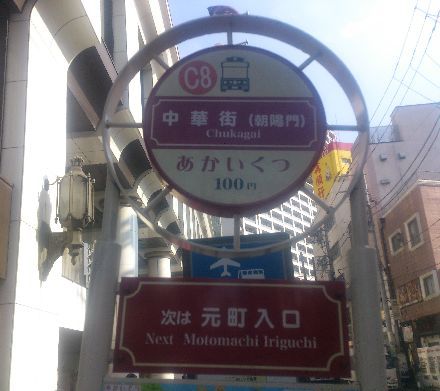 C8
中華街（朝陽門）
Chukagai
あかいくつ
100円
次は 元町入口
Next Motomachi Iriguchi